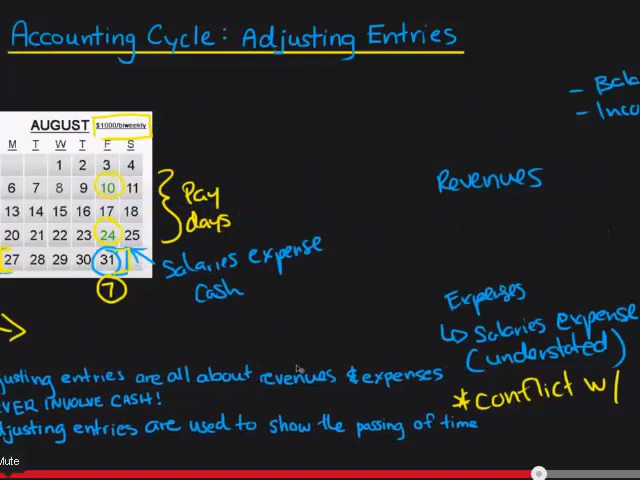 Accounting Cycle: Adjusting Entries
- Bala
- Inco
AUGUST $1000/biweekly
M T W T F S
1 2 3 4
6 7 8 9 10 11
13 14 15 16 17 18
20 21 22 23 24 25
27 28 29 30 31
7
Pay
days
Salaries expense
Cash
Revenues
Expenses
↳ Salaries expense
(understated)
*conflict w/
justing entries are all about revenues & expenses
EVER INVOLVE CASH!
djusting entries are used to show the passing of time
Mute